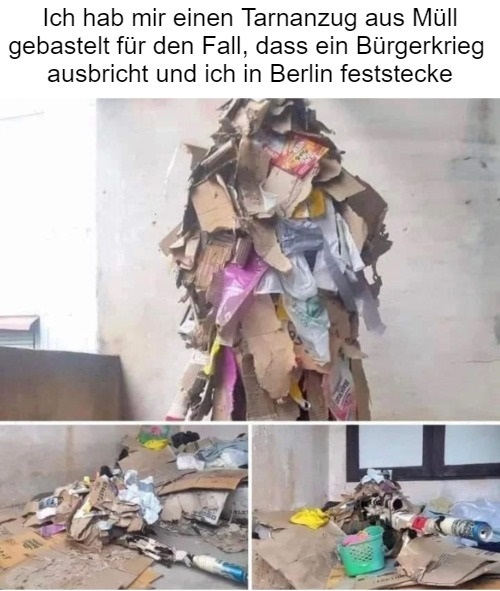 Ich hab mir einen Tarnanzug aus Müll
gebastelt für den Fall, dass ein Bürgerkrieg
ausbricht und ich in Berlin feststecke